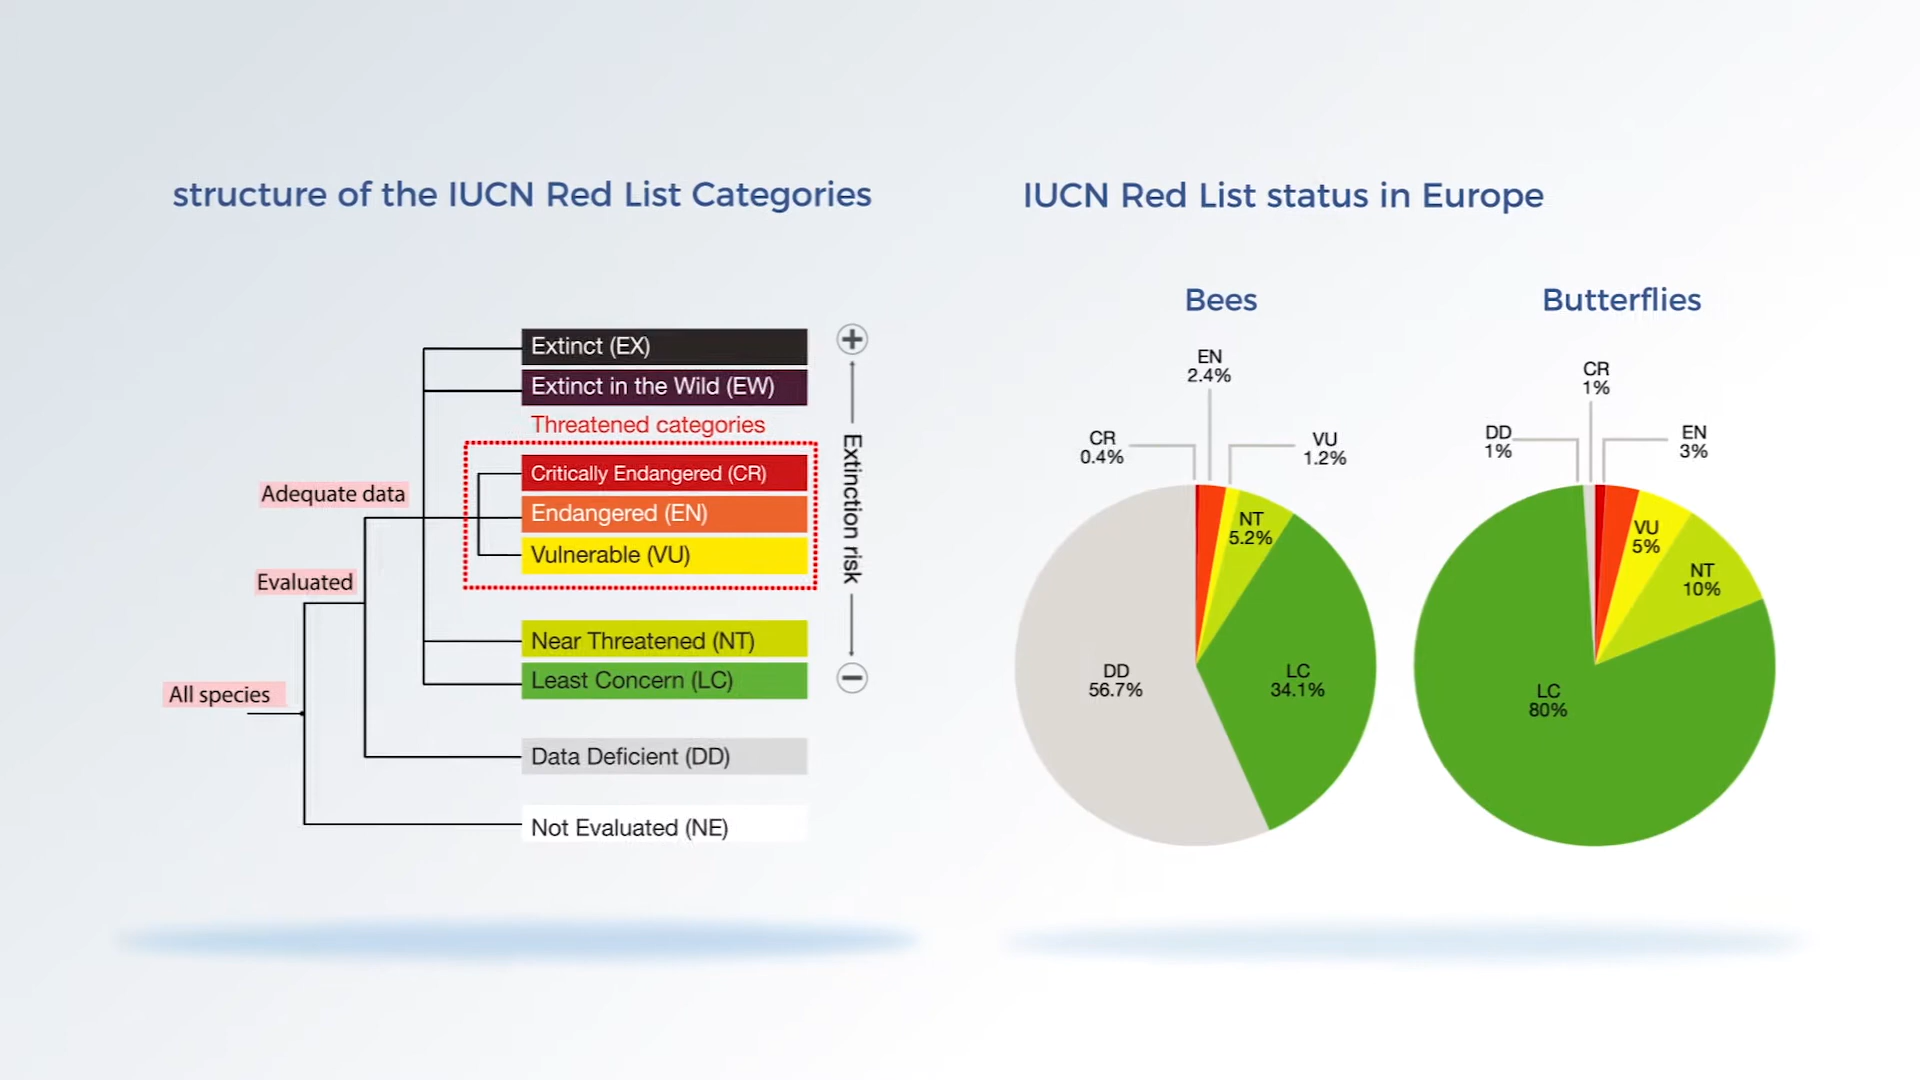 structure of the IUCN Red List Categories
Extinct (EX)
Extinct in the Wild (EW)
Threatened categories
Critically Endangered (CR)
Adequate data
Endangered (EN)
Vulnerable (VU)
Evaluated
Near Threatened (NT)
Least Concern (LC)
All species
Data Deficient (DD)
Not Evaluated (NE)
Extinction risk
IUCN Red List status in Europe
Bees
EN
2.4%
CR
0.4%
VU
1.2%
NT
5.2%
DD
56.7%
LC
34.1%
Butterflies
CR
1%
DD
1%
EN
3%
VU
5%
NT
10%
LC
80%